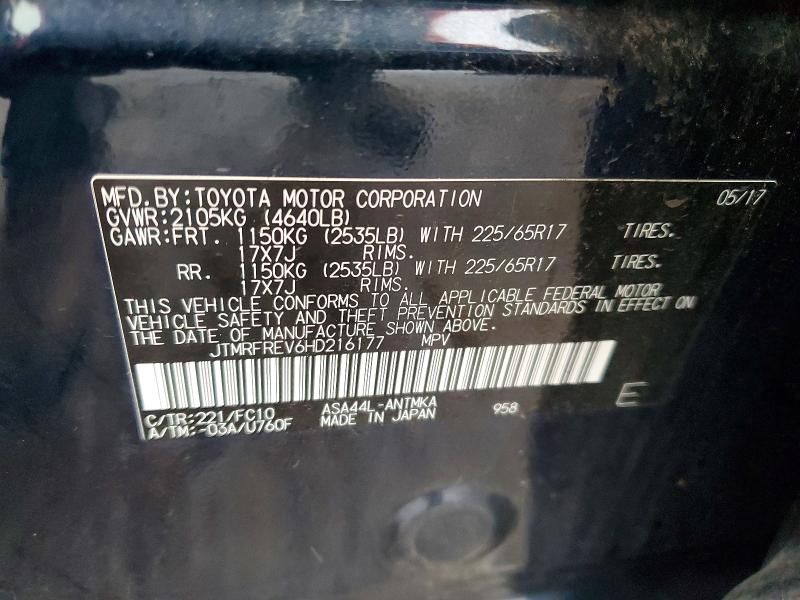 MFD.BY:TOYOTA MOTOR CORPORATION 05/17
GVWR:2105KG (4640LB)
GAWR:FRT. 1150KG (2535LB) WITH 225/65R17 TIRES.
17X7J RIMS.
RR. 1150KG (2535LB) WITH 225/65R17 TIRES.
17X7J RIMS.
THIS VEHICLE CONFORMS TO ALL APPLICABLE FEDERAL MOTOR
VEHICLE SAFETY AND THEFT PREVENTION STANDARDS IN EFFECT ON
THE DATE OF MANUFACTURE SHOWN ABOVE.
JTMRFREV6HD216177 MPV
C/TR:221/FC10 ASA44L-ANTMKA 958 E
A/TM:-03A/U760F MADE IN JAPAN